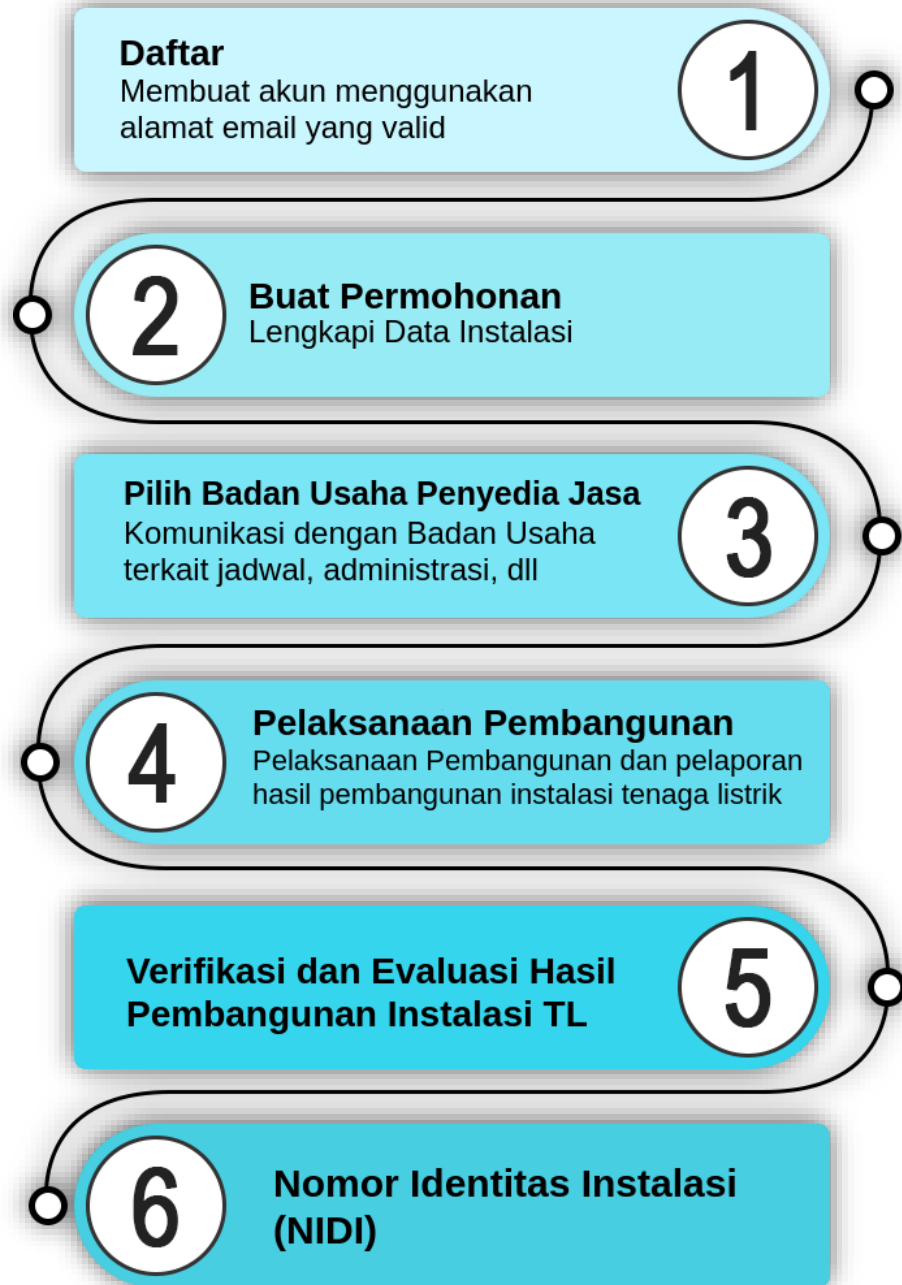 Daftar
Membuat akun menggunakan
alamat email yang valid
1
2
Buat Permohonan
Lengkapi Data Instalasi
Pilih Badan Usaha Penyedia Jasa
Komunikasi dengan Badan Usaha
terkait jadwal, administrasi, dll
3
4
Pelaksanaan Pembangunan
Pelaksanaan Pembangunan dan pelaporan
hasil pembangunan instalasi tenaga listrik
Verifikasi dan Evaluasi Hasil
Pembangunan Instalasi TL
5
6
Nomor Identitas Instalasi
(NIDI)